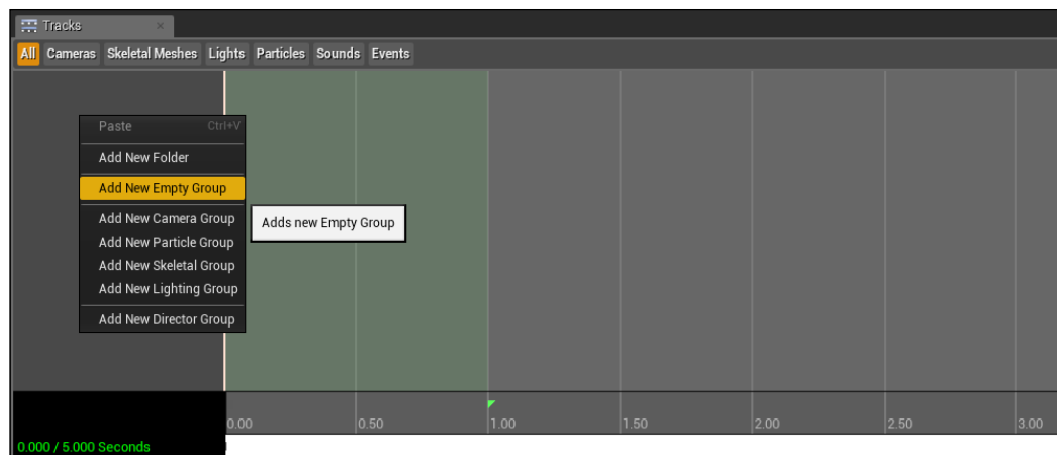 Tracks ×
All Cameras Skeletal Meshes Lights Particles Sounds Events
Paste Ctrl+V
Add New Folder
Add New Empty Group
Add New Camera Group
Adds new Empty Group
Add New Particle Group
Add New Skeletal Group
Add New Lighting Group
Add New Director Group
0.00 0.50 1.00 1.50 2.00 2.50 3.00
0.000 / 5.000 Seconds